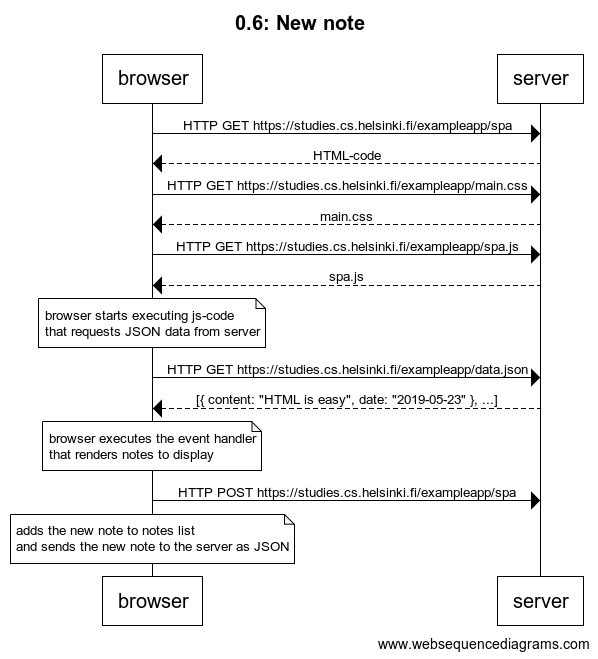 0.6: New note
browser
server
HTTP GET https://studies.cs.helsinki.fi/exampleapp/spa
HTML-code
HTTP GET https://studies.cs.helsinki.fi/exampleapp/main.css
main.css
HTTP GET https://studies.cs.helsinki.fi/exampleapp/spa.js
spa.js
browser starts executing js-code
that requests JSON data from server
HTTP GET https://studies.cs.helsinki.fi/exampleapp/data.json
[{ content: "HTML is easy", date: "2019-05-23" }, ...]
browser executes the event handler
that renders notes to display
HTTP POST https://studies.cs.helsinki.fi/exampleapp/spa
adds the new note to notes list
and sends the new note to the server as JSON
browser
server
www.websequencediagrams.com